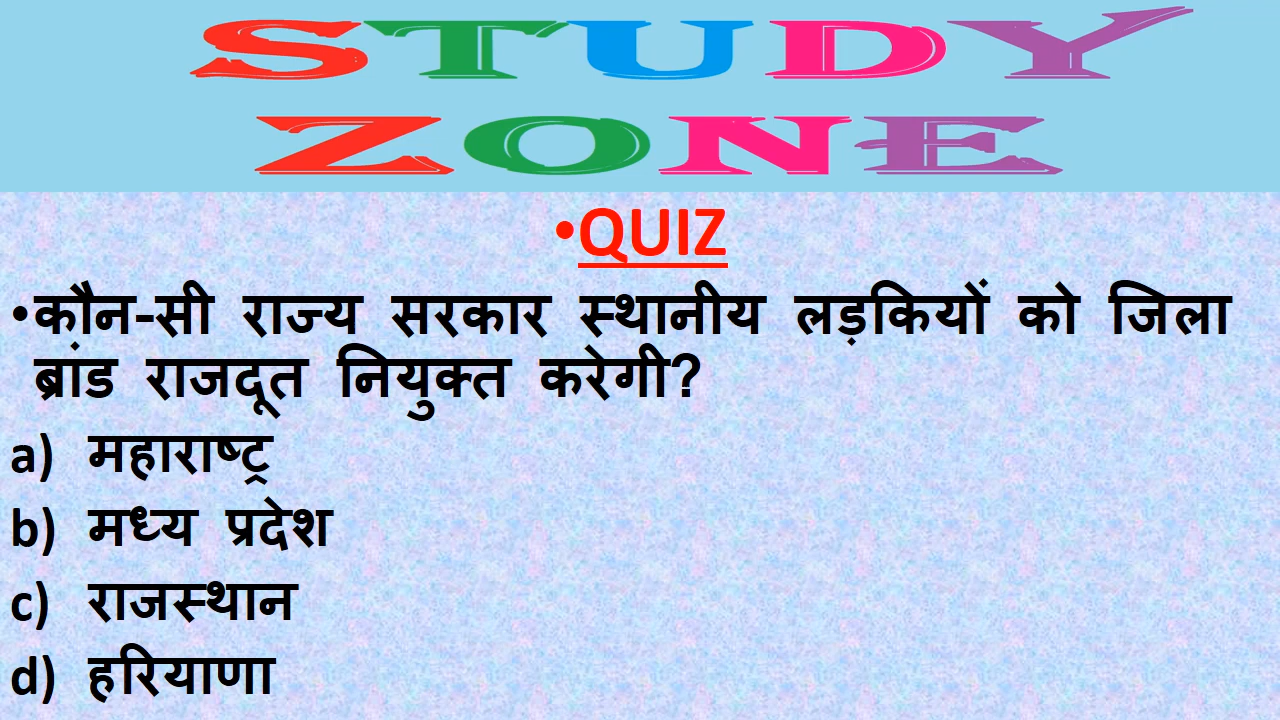 STUDY
ZONE
•QUIZ
•कौन-सी राज्य सरकार स्थानीय लड़कियों को जिला
ब्रांड राजदूत नियुक्त करेगी?
a) महाराष्ट्र
b) मध्य प्रदेश
c) राजस्थान
d) हरियाणा